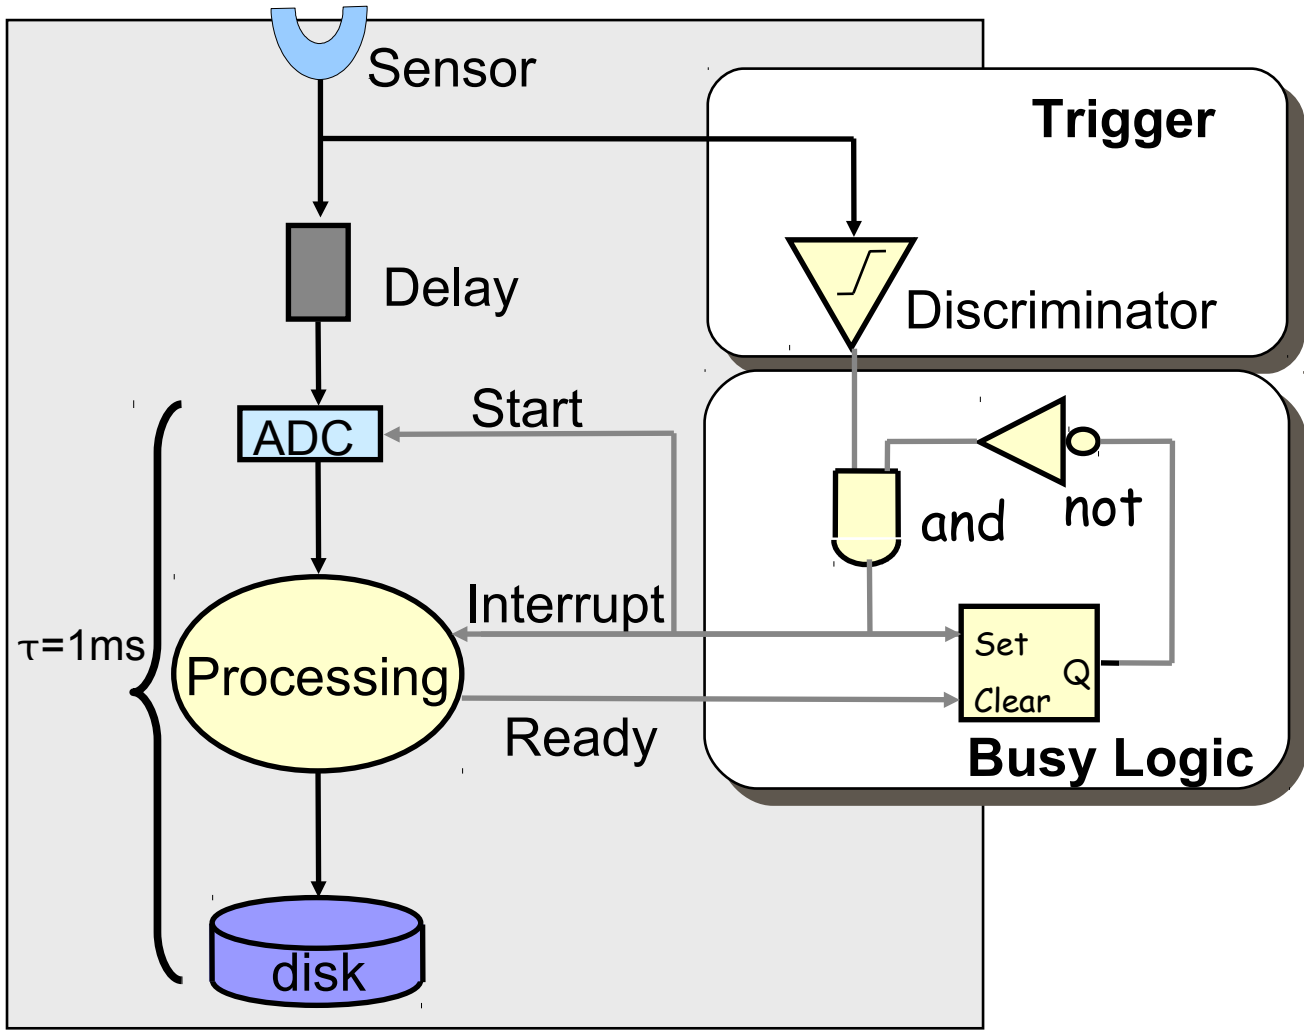 Sensor
Trigger
Delay
Discriminator
Start
ADC
and
not
Interrupt
τ=1ms
Processing
Set
Q
Clear
Ready
Busy Logic
disk